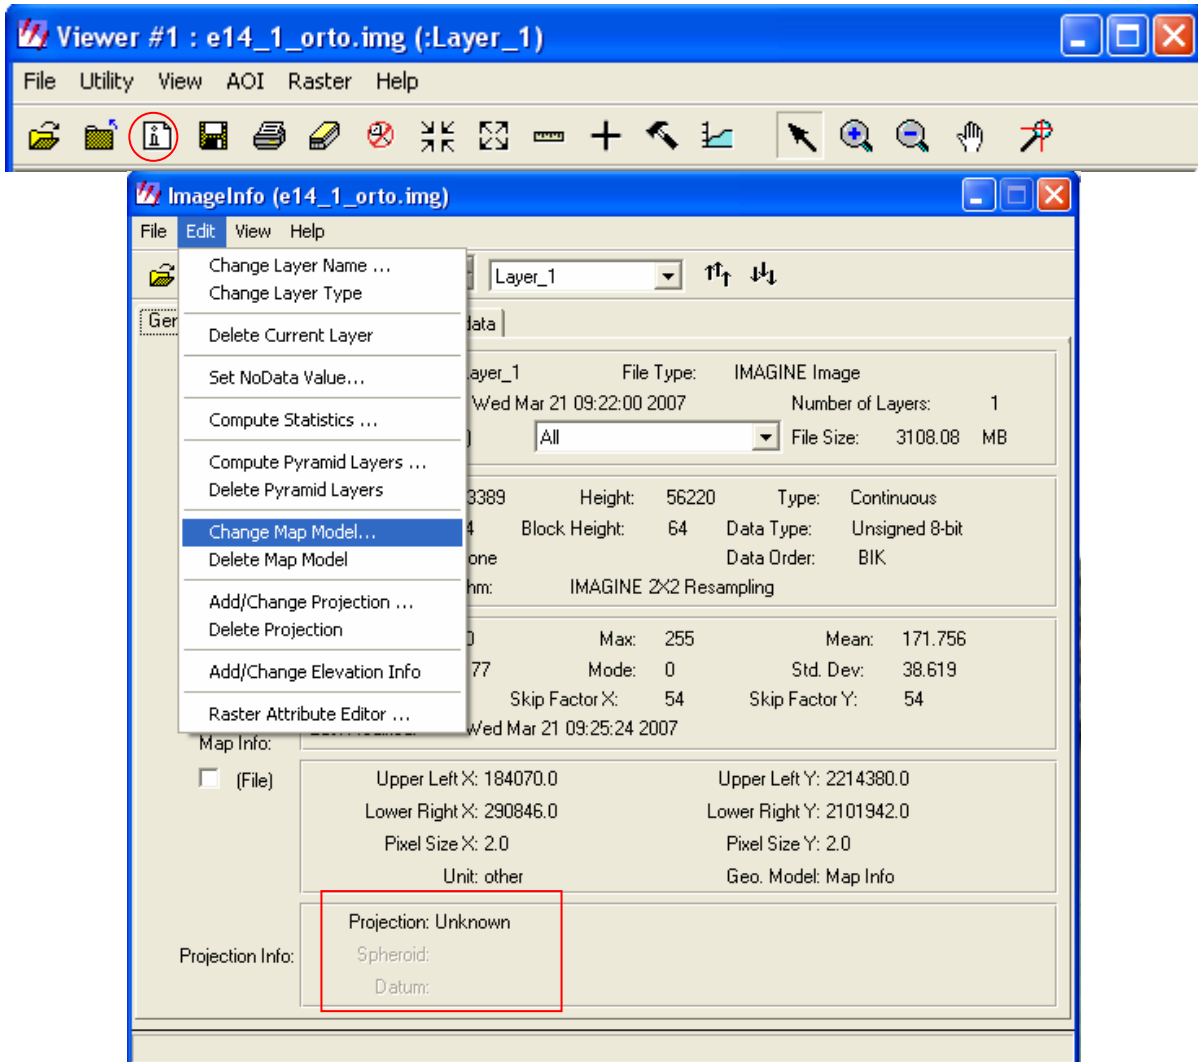 Viewer #1 : e14_1_orto.img (:Layer_1)
File Utility View AOI Raster Help
ImageInfo (e14_1_orto.img)
File Edit View Help
Change Layer Name ...
Change Layer Type
Delete Current Layer
Set NoData Value...
Compute Statistics ...
Compute Pyramid Layers ...
Delete Pyramid Layers
Change Map Model...
Delete Map Model
Add/Change Projection ...
Delete Projection
Add/Change Elevation Info
Raster Attribute Editor ...
Layer_1
File Type: IMAGINE Image
Wed Mar 21 09:22:00 2007 Number of Layers: 1
All File Size: 3108.08 MB
3389 Height: 56220 Type: Continuous
4 Block Height: 64 Data Type: Unsigned 8-bit
Data Order: BIK
IMAGINE 2X2 Resampling
Max: 255 Mean: 171.756
77 Mode: 0 Std. Dev: 38.619
Skip Factor X: 54 Skip Factor Y: 54
Wed Mar 21 09:25:24 2007
Map Info:
(File) Upper Left X: 184070.0 Upper Left Y: 2214380.0
Lower Right X: 290846.0 Lower Right Y: 2101942.0
Pixel Size X: 2.0 Pixel Size Y: 2.0
Unit: other Geo. Model: Map Info
Projection: Unknown
Projection Info: Spheroid:
Datum: